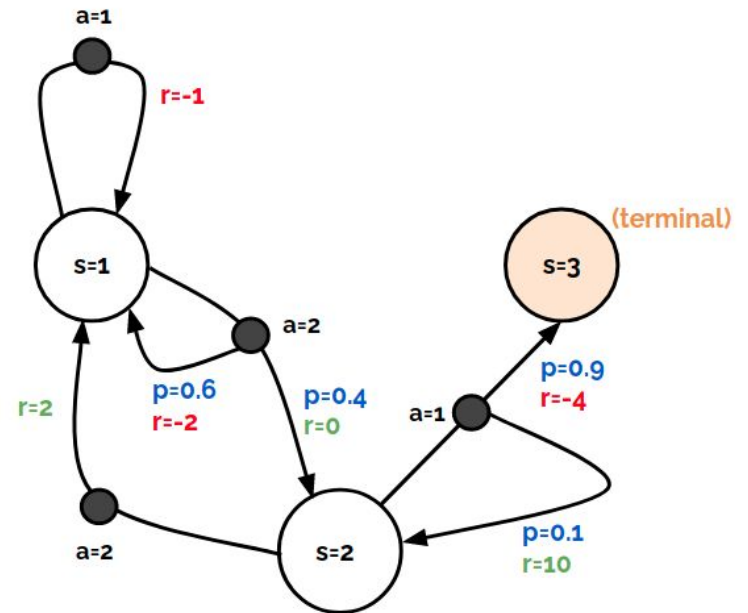 a=1
r=-1
(terminal)
s=1
s=3
a=2
p=0.6
r=-2
p=0.4
r=0
p=0.9
r=-4
r=2
a=1
a=2
s=2
p=0.1
r=10